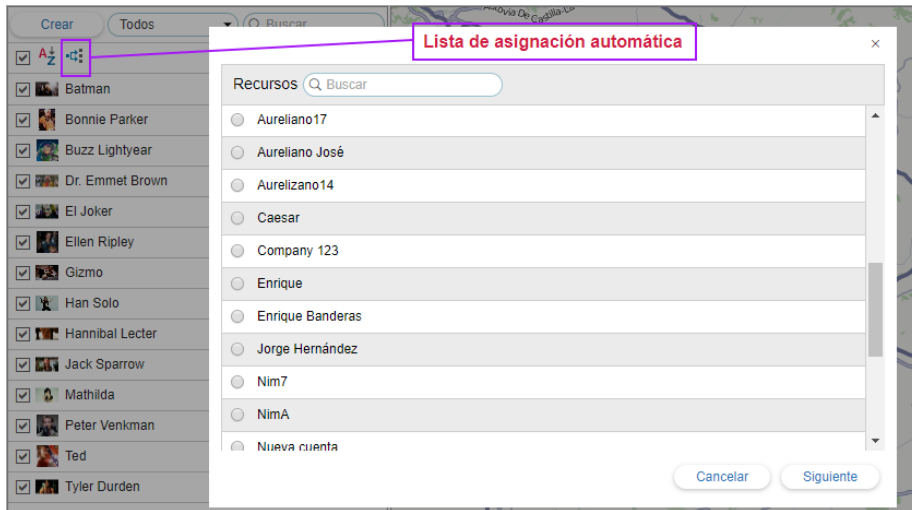 Crear
Todos
Buscar
Via De Castilla-La
Lista de asignación automática
×
Recursos
Buscar
Batman
Bonnie Parker
Buzz Lightyear
Dr. Emmet Brown
El Joker
Ellen Ripley
Gizmo
Han Solo
Hannibal Lecter
Jack Sparrow
Mathilda
Peter Venkman
Ted
Tyler Durden
Aureliano17
Aureliano José
Aurelizano14
Caesar
Company 123
Enrique
Enrique Banderas
Jorge Hernández
Nim7
NimA
Nueva cuenta
Cancelar
Siguiente